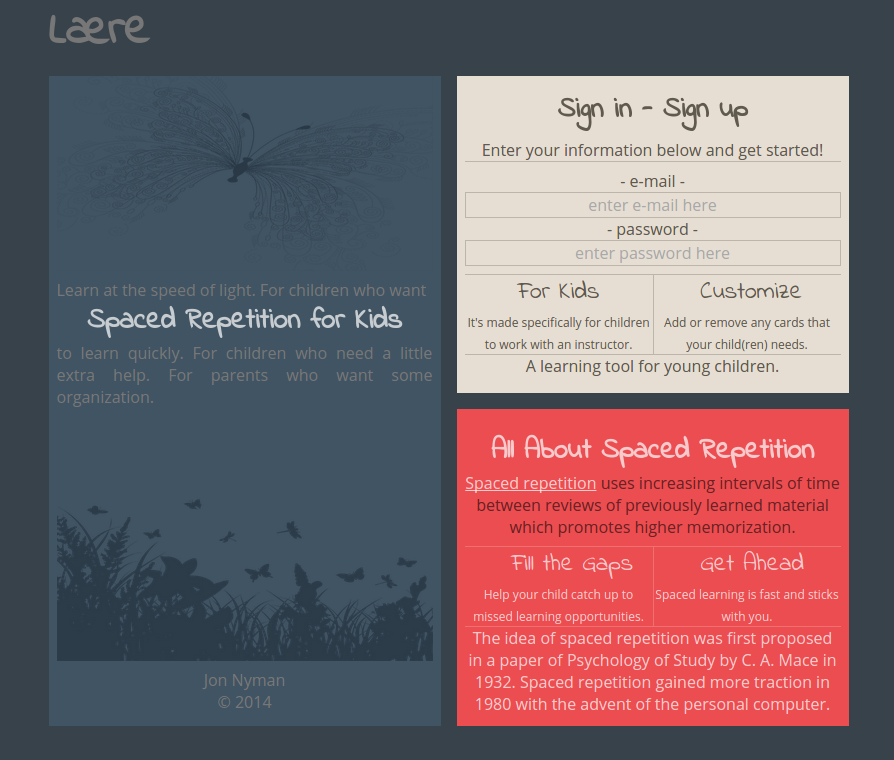 Lære
Learn at the speed of light. For children who want
Spaced Repetition for Kids
to learn quickly. For children who need a little
extra help. For parents who want some
organization.
Jon Nyman
© 2014
Sign in - Sign up
Enter your information below and get started!
- e-mail -
enter e-mail here
- password -
enter password here
For Kids
It's made specifically for children
to work with an instructor.
Customize
Add or remove any cards that
your child(ren) needs.
A learning tool for young children.
All About Spaced Repetition
Spaced repetition uses increasing intervals of time
between reviews of previously learned material
which promotes higher memorization.
Fill the Gaps
Help your child catch up to
missed learning opportunities.
Get Ahead
Spaced learning is fast and sticks
with you.
The idea of spaced repetition was first proposed
in a paper of Psychology of Study by C. A. Mace in
1932. Spaced repetition gained more traction in
1980 with the advent of the personal computer.